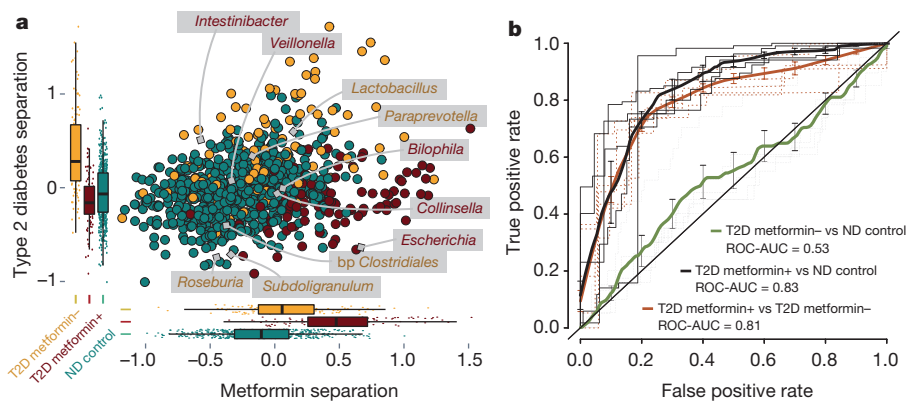 a
Type 2 diabetes separation
1
0
−1
Intestinibacter
Veillonella
Lactobacillus
Paraprevotella
Bilophila
Collinsella
Escherichia
bp Clostridiales
Subdoligranulum
Roseburia
T2D metformin−
T2D metformin+
ND control
-1.0
-0.5
0.0
0.5
1.0
1.5
Metformin separation
b
True positive rate
1.0
0.8
0.6
0.4
0.2
0.0
T2D metformin− vs ND control
ROC-AUC = 0.53
T2D metformin+ vs ND control
ROC-AUC = 0.83
T2D metformin+ vs T2D metformin−
ROC-AUC = 0.81
0.0
0.2
0.4
0.6
0.8
1.0
False positive rate